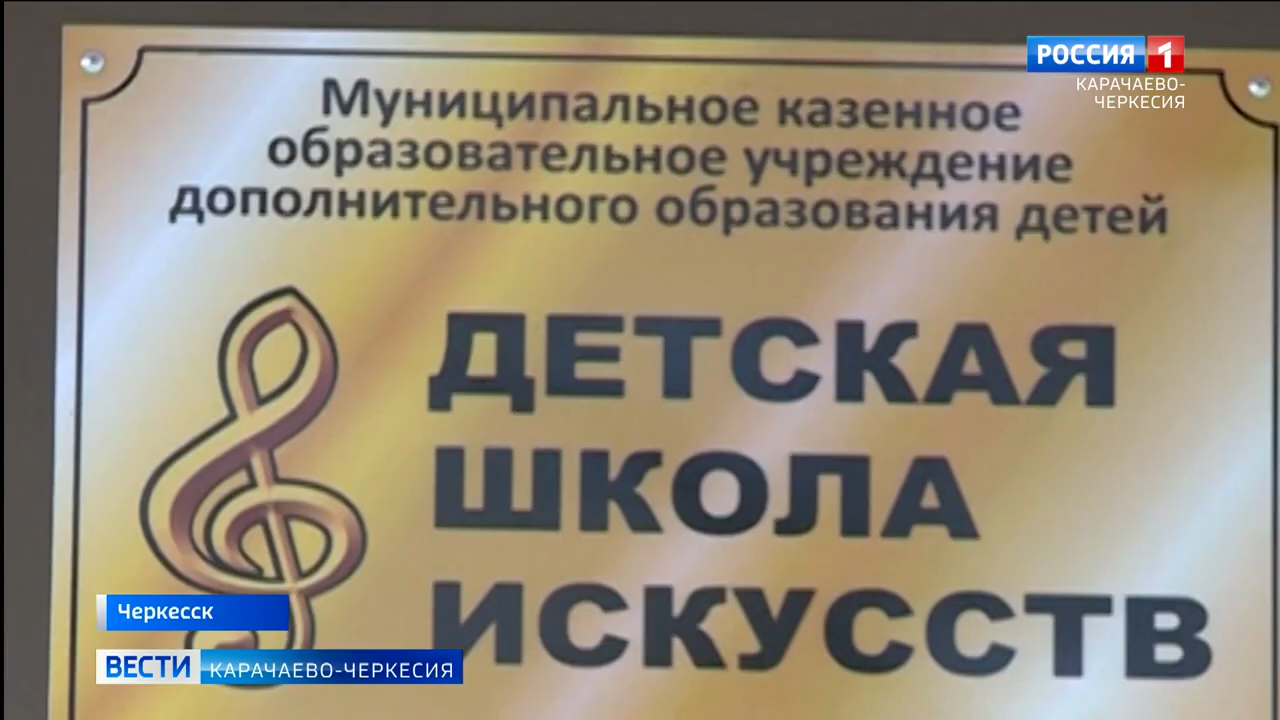 РОССИЯ 1
КАРАЧАЕВО-
ЧЕРКЕСИЯ
Муниципальное казенное
образовательное учреждение
дополнительного образования детей
ДЕТСКАЯ
ШКОЛА
ИСКУССТВ
Черкесск
ВЕСТИ КАРАЧАЕВО-ЧЕРКЕСИЯ